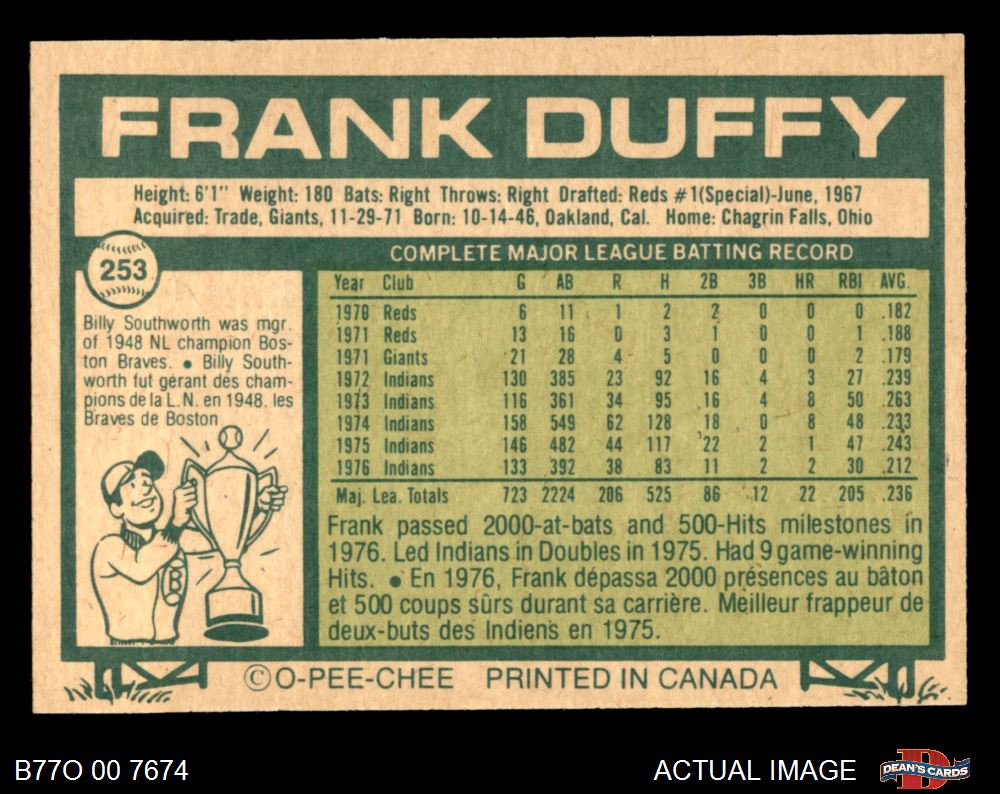 FRANK DUFFY
Height: 6'1" Weight: 180 Bats: Right Throws: Right Drafted: Reds #1(Special)-June, 1967
Acquired: Trade, Giants, 11-29-71 Born: 10-14-46, Oakland, Cal. Home: Chagrin Falls, Ohio
253
Billy Southworth was mgr.
of 1948 NL champion Bos-
ton Braves. • Billy South-
worth fut gérant des cham-
pions de la L.N. en 1948, les
Braves de Boston
B
COMPLETE MAJOR LEAGUE BATTING RECORD
Year Club G AB R H 2B 3B HR RBI AVG.
1970 Reds 6 11 1 2 2 0 0 0 .182
1971 Reds 13 16 0 3 1 0 0 1 .188
1971 Giants 21 28 4 5 0 0 0 2 .179
1972 Indians 130 385 23 92 16 4 3 27 .239
1973 Indians 116 361 34 95 16 4 8 50 .263
1974 Indians 158 549 62 128 18 0 8 48 .233
1975 Indians 146 482 44 117 22 2 1 47 .243
1976 Indians 133 392 38 83 11 2 2 30 .212
Maj. Lea. Totals 723 2224 206 525 86 12 22 205 .236
Frank passed 2000-at-bats and 500-Hits milestones in
1976. Led Indians in Doubles in 1975. Had 9 game-winning
Hits. • En 1976, Frank dépassa 2000 présences au bâton
et 500 coups sûrs durant sa carrière. Meilleur frappeur de
deux-buts des Indiens en 1975.
©O-PEE-CHEE PRINTED IN CANADA
B77O 00 7674
ACTUAL IMAGE
D
DEAN'S CARDS